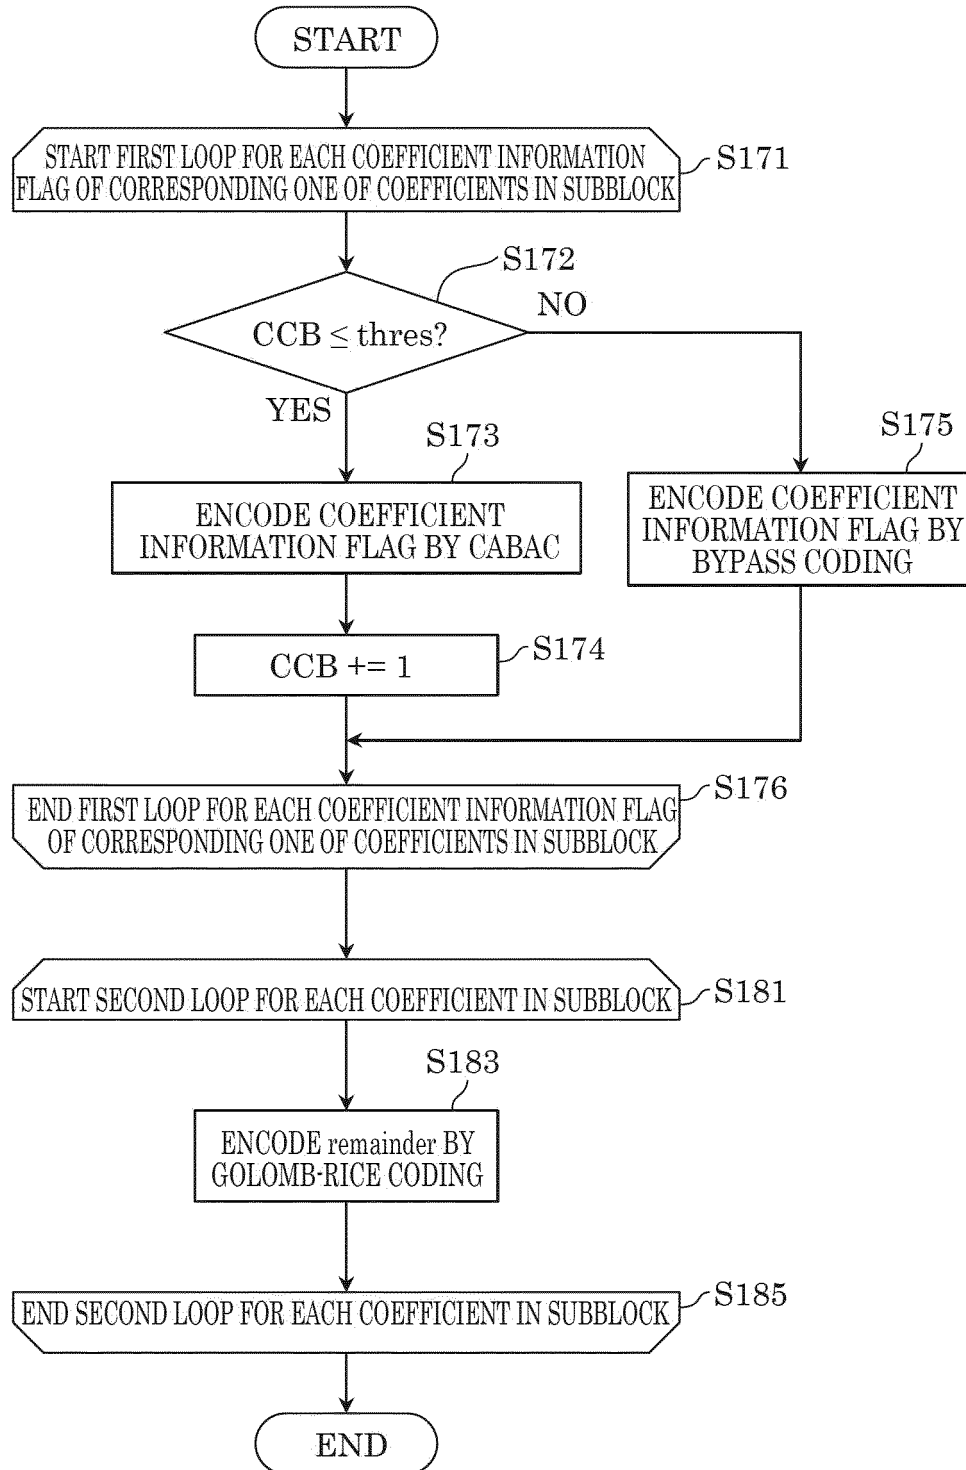 START
START FIRST LOOP FOR EACH COEFFICIENT INFORMATION
FLAG OF CORRESPONDING ONE OF COEFFICIENTS IN SUBBLOCK
S171
S172
CCB ≤ thres?
NO
YES
S173
ENCODE COEFFICIENT
INFORMATION FLAG BY CABAC
S175
ENCODE COEFFICIENT
INFORMATION FLAG BY
BYPASS CODING
CCB += 1
S174
END FIRST LOOP FOR EACH COEFFICIENT INFORMATION FLAG
OF CORRESPONDING ONE OF COEFFICIENTS IN SUBBLOCK
S176
START SECOND LOOP FOR EACH COEFFICIENT IN SUBBLOCK
S181
S183
ENCODE remainder BY
GOLOMB-RICE CODING
END SECOND LOOP FOR EACH COEFFICIENT IN SUBBLOCK
S185
END